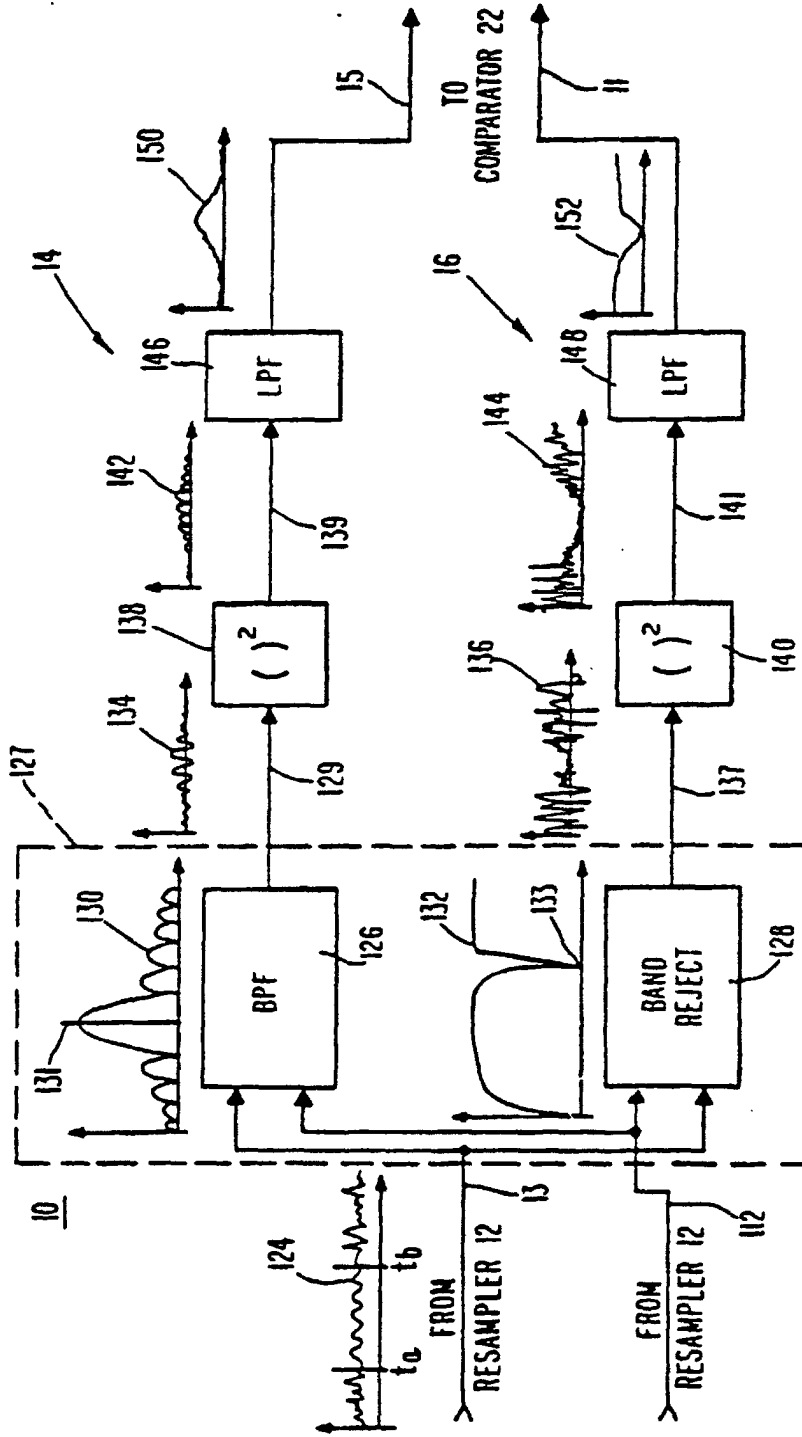 10
127
124
t_a
t_b
FROM
RESAMPLER 12
13
FROM
RESAMPLER 12
112
131
130
BPF
126
132
133
BAND
REJECT
128
134
129
136
137
138
( )²
( )²
140
142
139
144
141
14
146
LPF
16
148
LPF
150
152
15
TO
COMPARATOR 22
11